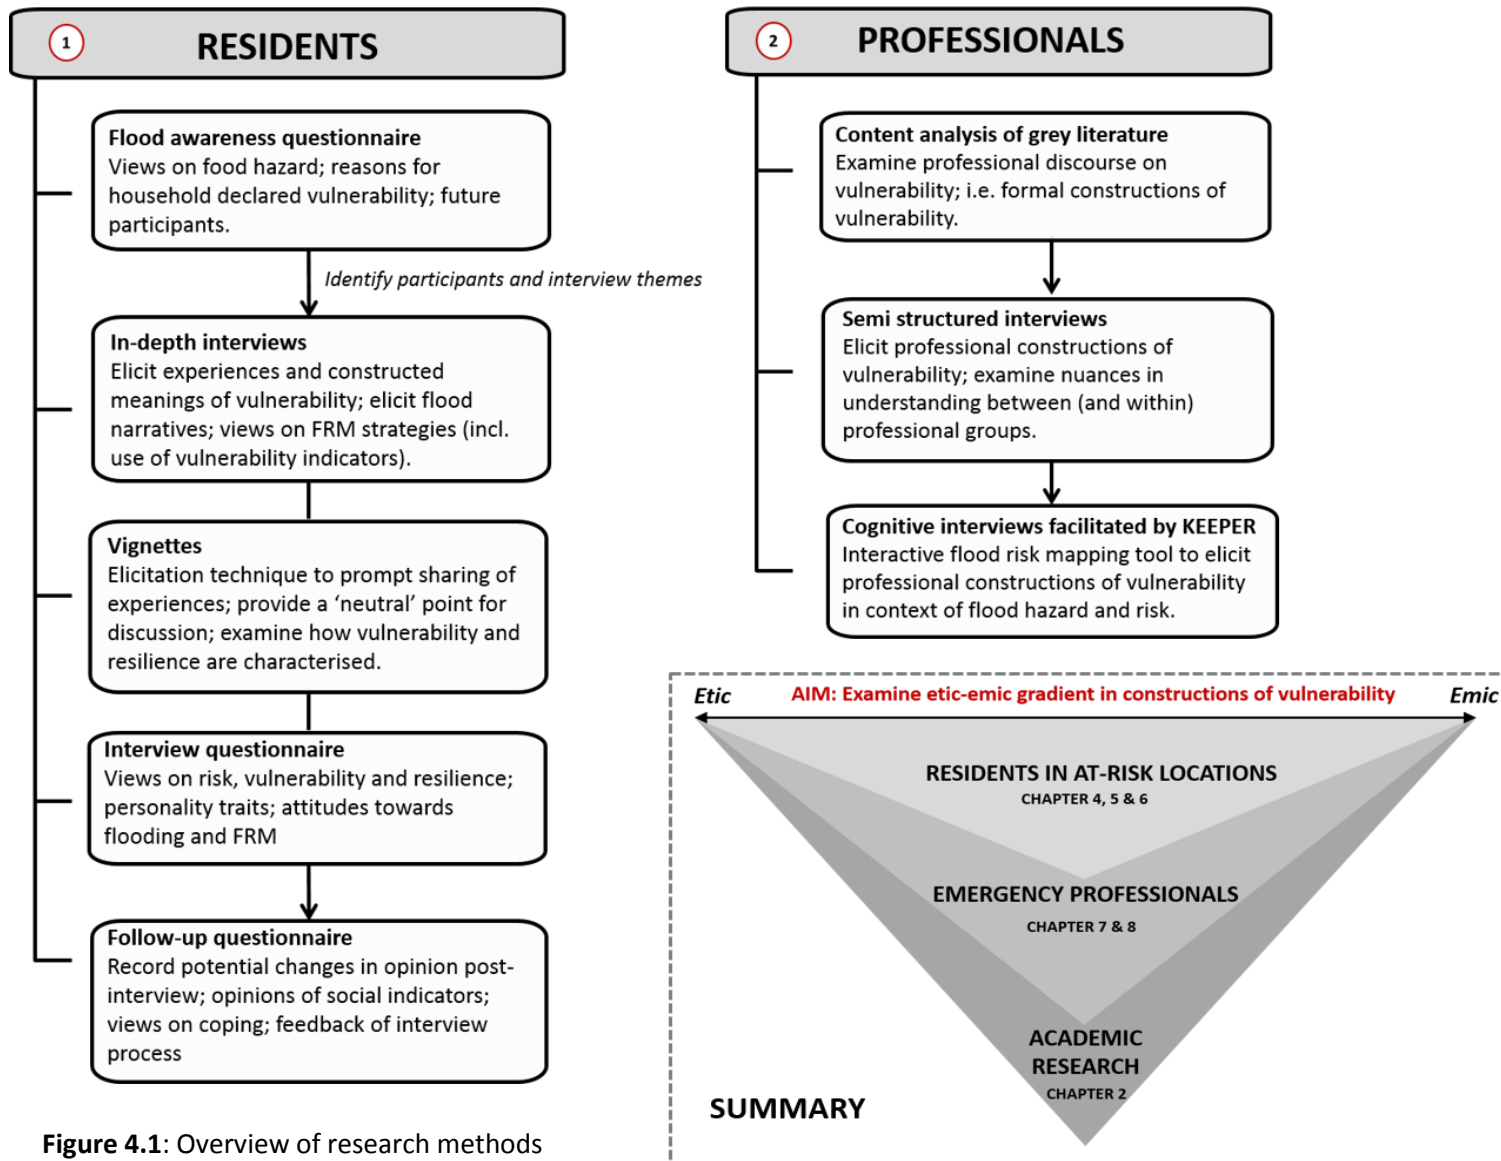 1
RESIDENTS
Flood awareness questionnaire
Views on food hazard; reasons for
household declared vulnerability; future
participants.
Identify participants and interview themes
In-depth interviews
Elicit experiences and constructed
meanings of vulnerability; elicit flood
narratives; views on FRM strategies (incl.
use of vulnerability indicators).
Vignettes
Elicitation technique to prompt sharing of
experiences; provide a ‘neutral’ point for
discussion; examine how vulnerability and
resilience are characterised.
Interview questionnaire
Views on risk, vulnerability and resilience;
personality traits; attitudes towards
flooding and FRM
Follow-up questionnaire
Record potential changes in opinion post-
interview; opinions of social indicators;
views on coping; feedback of interview
process
2
PROFESSIONALS
Content analysis of grey literature
Examine professional discourse on
vulnerability; i.e. formal constructions of
vulnerability.
Semi structured interviews
Elicit professional constructions of
vulnerability; examine nuances in
understanding between (and within)
professional groups.
Cognitive interviews facilitated by KEEPER
Interactive flood risk mapping tool to elicit
professional constructions of vulnerability
in context of flood hazard and risk.
Etic
AIM: Examine etic-emic gradient in constructions of vulnerability
Emic
RESIDENTS IN AT-RISK LOCATIONS
CHAPTER 4, 5 & 6
EMERGENCY PROFESSIONALS
CHAPTER 7 & 8
ACADEMIC
RESEARCH
CHAPTER 2
SUMMARY
Figure 4.1: Overview of research methods